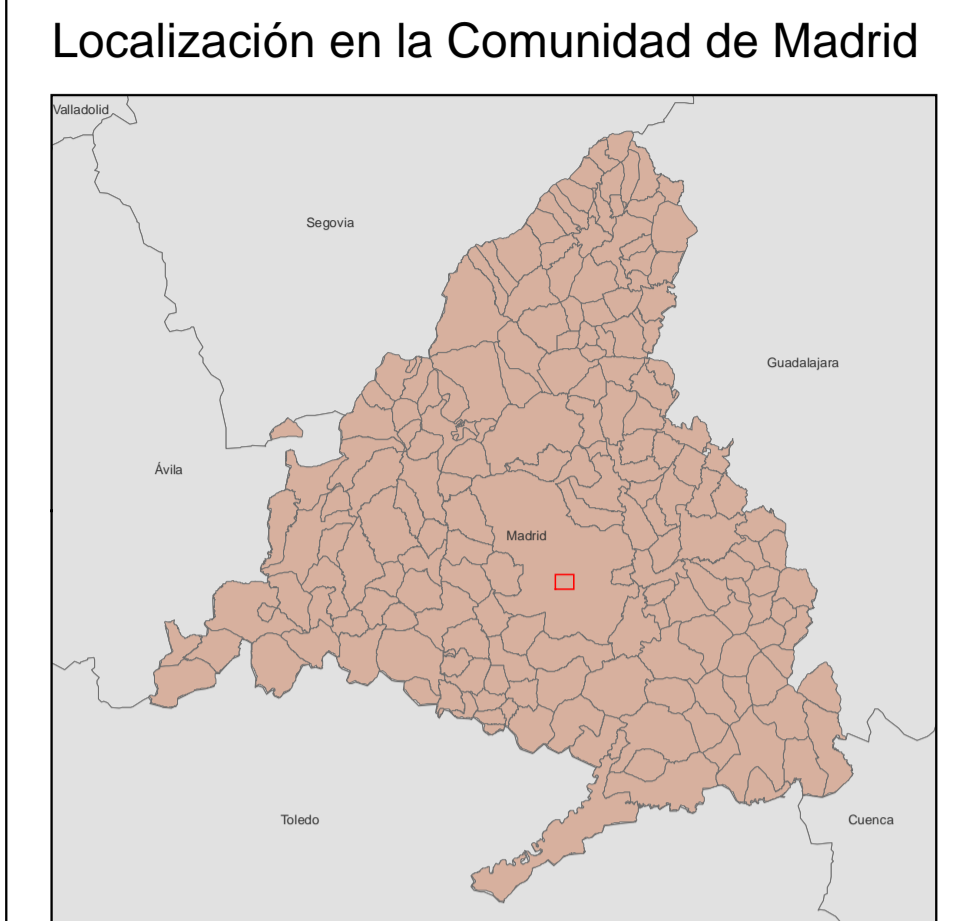 Localización en la Comunidad de Madrid
Valladolid
Segovia
Guadalajara
Ávila
Madrid
Toledo
Cuenca